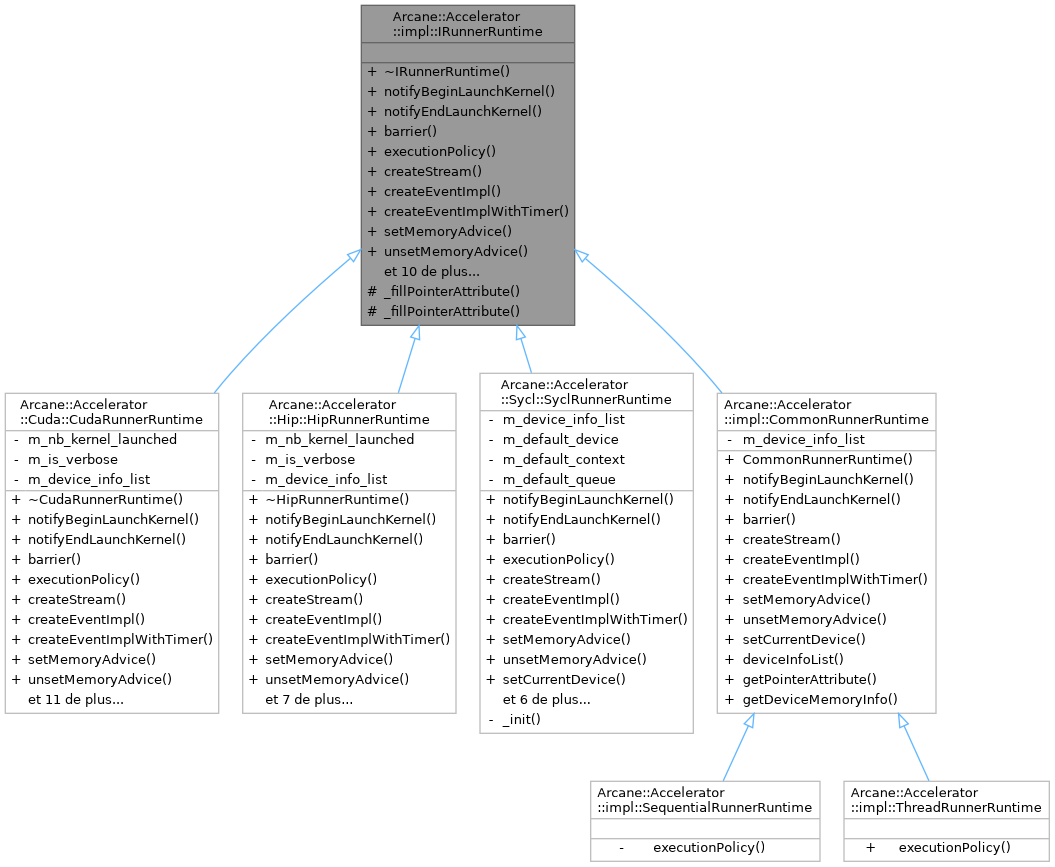 Arcane::Accelerator
::impl::IRunnerRuntime
+ ~IRunnerRuntime()
+ notifyBeginLaunchKernel()
+ notifyEndLaunchKernel()
+ barrier()
+ executionPolicy()
+ createStream()
+ createEventImpl()
+ createEventImplWithTimer()
+ setMemoryAdvice()
+ unsetMemoryAdvice()
et 10 de plus...
# _fillPointerAttribute()
# _fillPointerAttribute()
Arcane::Accelerator
::Cuda::CudaRunnerRuntime
- m_nb_kernel_launched
- m_is_verbose
- m_device_info_list
+ ~CudaRunnerRuntime()
+ notifyBeginLaunchKernel()
+ notifyEndLaunchKernel()
+ barrier()
+ executionPolicy()
+ createStream()
+ createEventImpl()
+ createEventImplWithTimer()
+ setMemoryAdvice()
+ unsetMemoryAdvice()
et 11 de plus...
Arcane::Accelerator
::Hip::HipRunnerRuntime
- m_nb_kernel_launched
- m_is_verbose
- m_device_info_list
+ ~HipRunnerRuntime()
+ notifyBeginLaunchKernel()
+ notifyEndLaunchKernel()
+ barrier()
+ executionPolicy()
+ createStream()
+ createEventImpl()
+ createEventImplWithTimer()
+ setMemoryAdvice()
+ unsetMemoryAdvice()
et 7 de plus...
Arcane::Accelerator
::Sycl::SyclRunnerRuntime
- m_device_info_list
- m_default_device
- m_default_context
- m_default_queue
+ notifyBeginLaunchKernel()
+ notifyEndLaunchKernel()
+ barrier()
+ executionPolicy()
+ createStream()
+ createEventImpl()
+ createEventImplWithTimer()
+ setMemoryAdvice()
+ unsetMemoryAdvice()
+ setCurrentDevice()
et 6 de plus...
- _init()
Arcane::Accelerator
::impl::CommonRunnerRuntime
- m_device_info_list
+ CommonRunnerRuntime()
+ notifyBeginLaunchKernel()
+ notifyEndLaunchKernel()
+ barrier()
+ createStream()
+ createEventImpl()
+ createEventImplWithTimer()
+ setMemoryAdvice()
+ unsetMemoryAdvice()
+ setCurrentDevice()
+ deviceInfoList()
+ getPointerAttribute()
+ getDeviceMemoryInfo()
Arcane::Accelerator
::impl::SequentialRunnerRuntime
- executionPolicy()
Arcane::Accelerator
::impl::ThreadRunnerRuntime
+ executionPolicy()